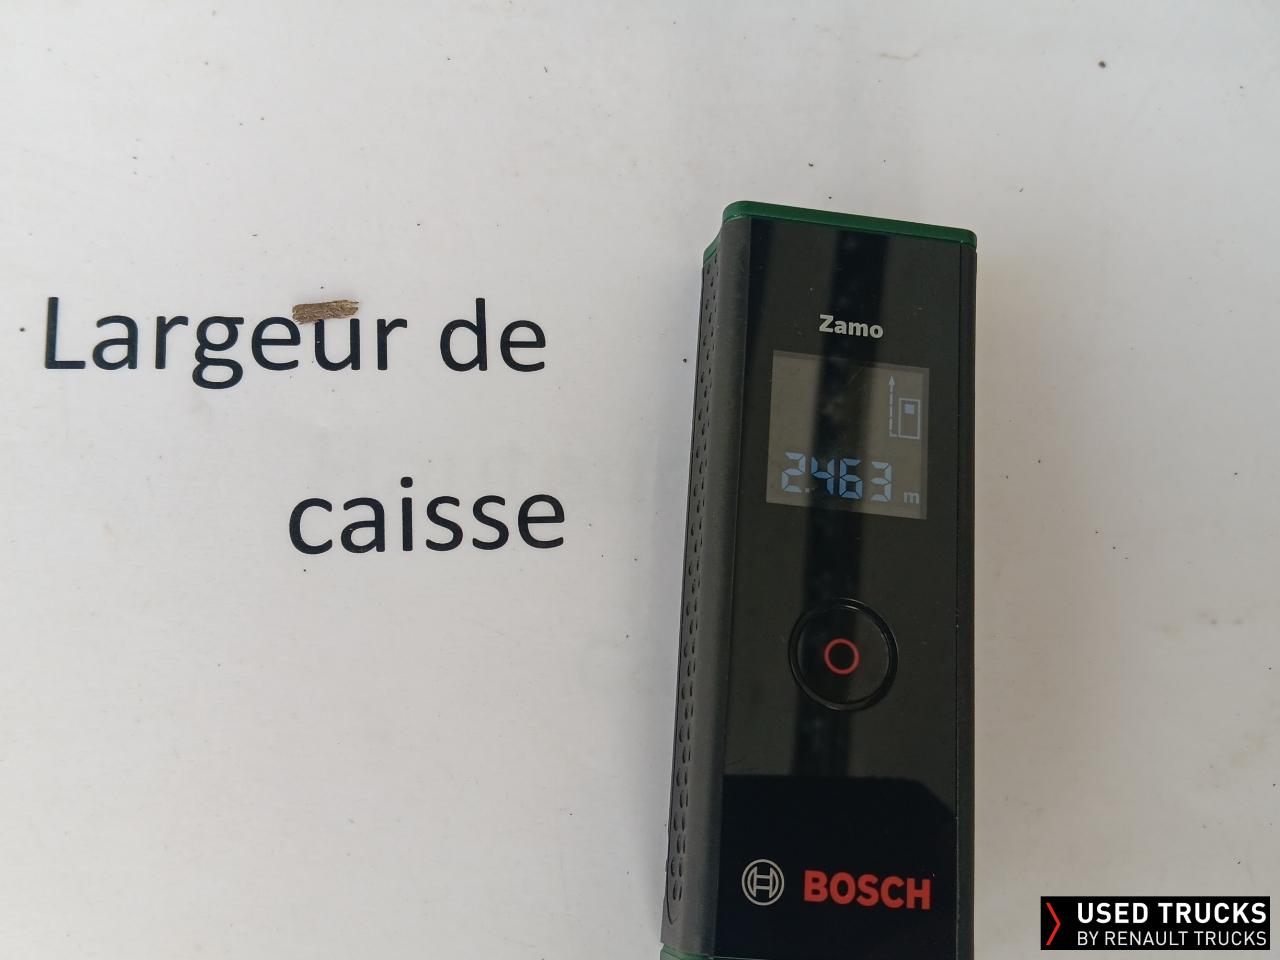 Largeur de
caisse
Zamo
2.463 m
BOSCH
USED TRUCKS
BY RENAULT TRUCKS